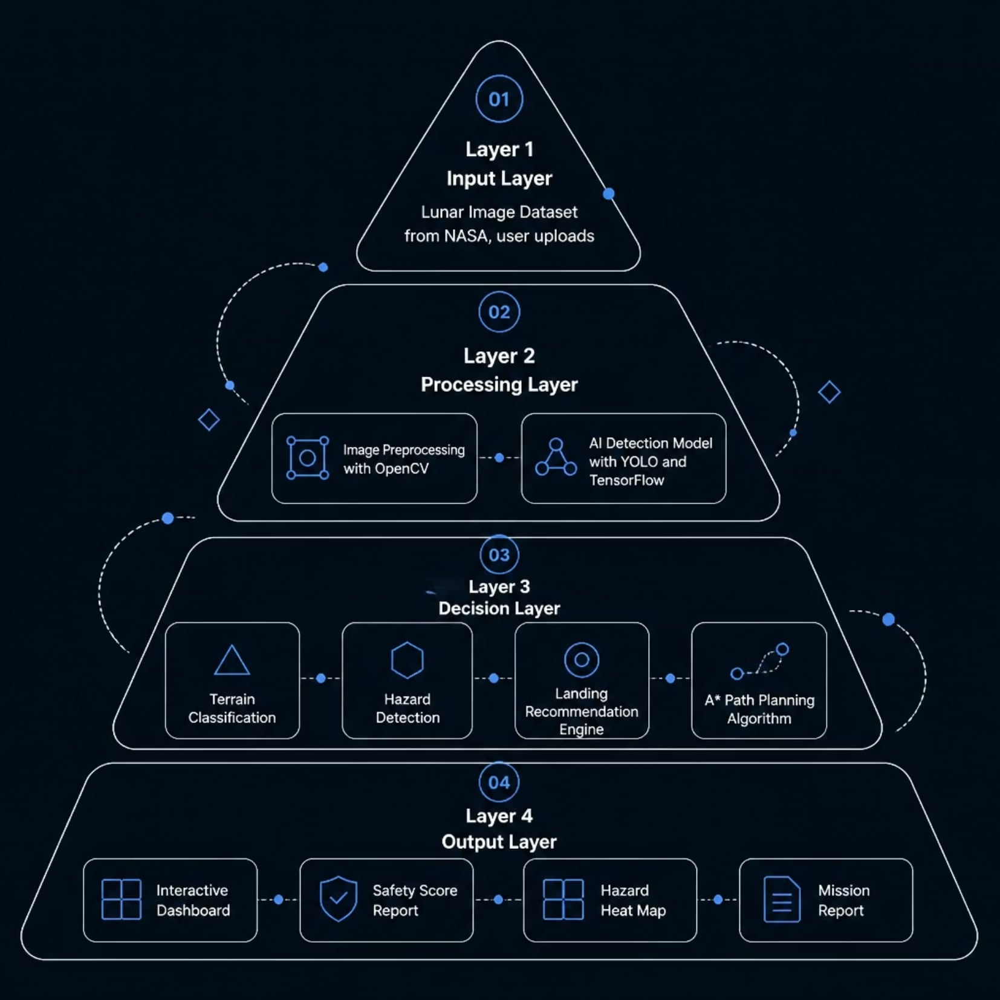 01
Layer 1
Input Layer
Lunar Image Dataset
from NASA, user uploads
02
Layer 2
Processing Layer
Image Preprocessing
with OpenCV
AI Detection Model
with YOLO and
TensorFlow
03
Layer 3
Decision Layer
Terrain
Classification
Hazard
Detection
Landing
Recommendation
Engine
A* Path Planning
Algorithm
04
Layer 4
Output Layer
Interactive
Dashboard
Safety Score
Report
Hazard
Heat Map
Mission
Report